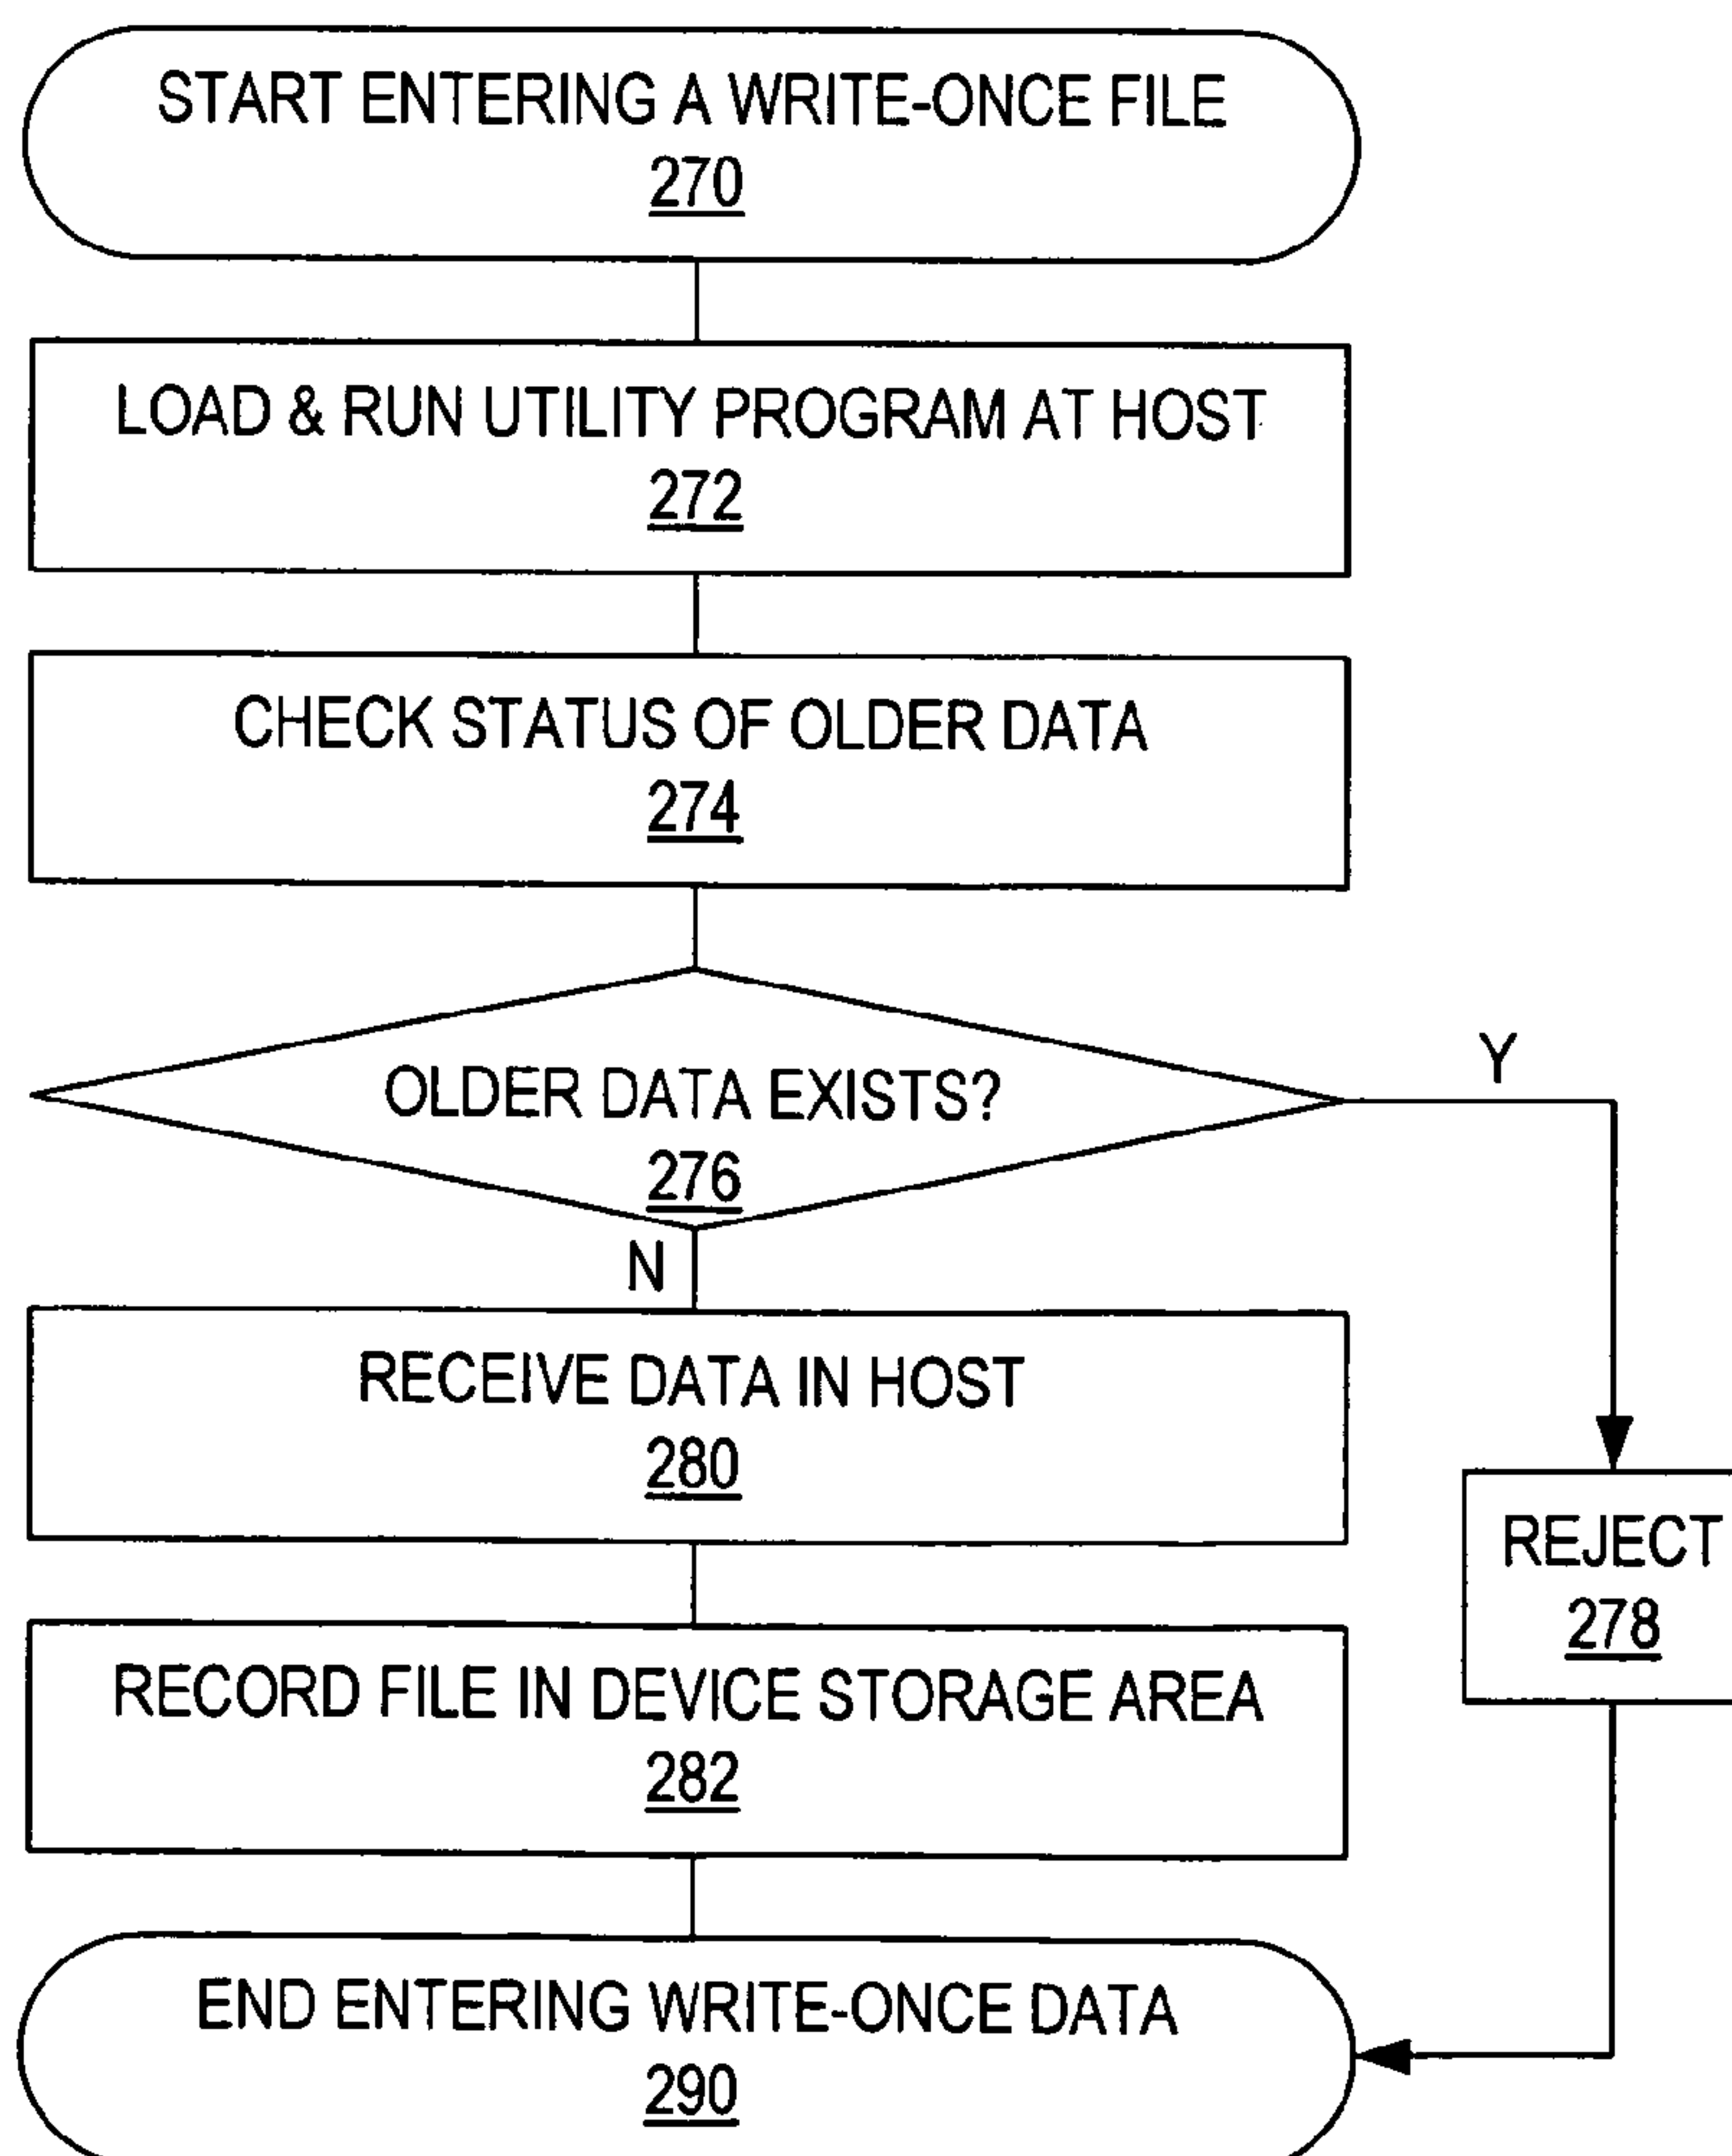 START ENTERING A WRITE-ONCE FILE
270
LOAD & RUN UTILITY PROGRAM AT HOST
272
CHECK STATUS OF OLDER DATA
274
OLDER DATA EXISTS?
276
Y
N
RECEIVE DATA IN HOST
280
REJECT
278
RECORD FILE IN DEVICE STORAGE AREA
282
END ENTERING WRITE-ONCE DATA
290